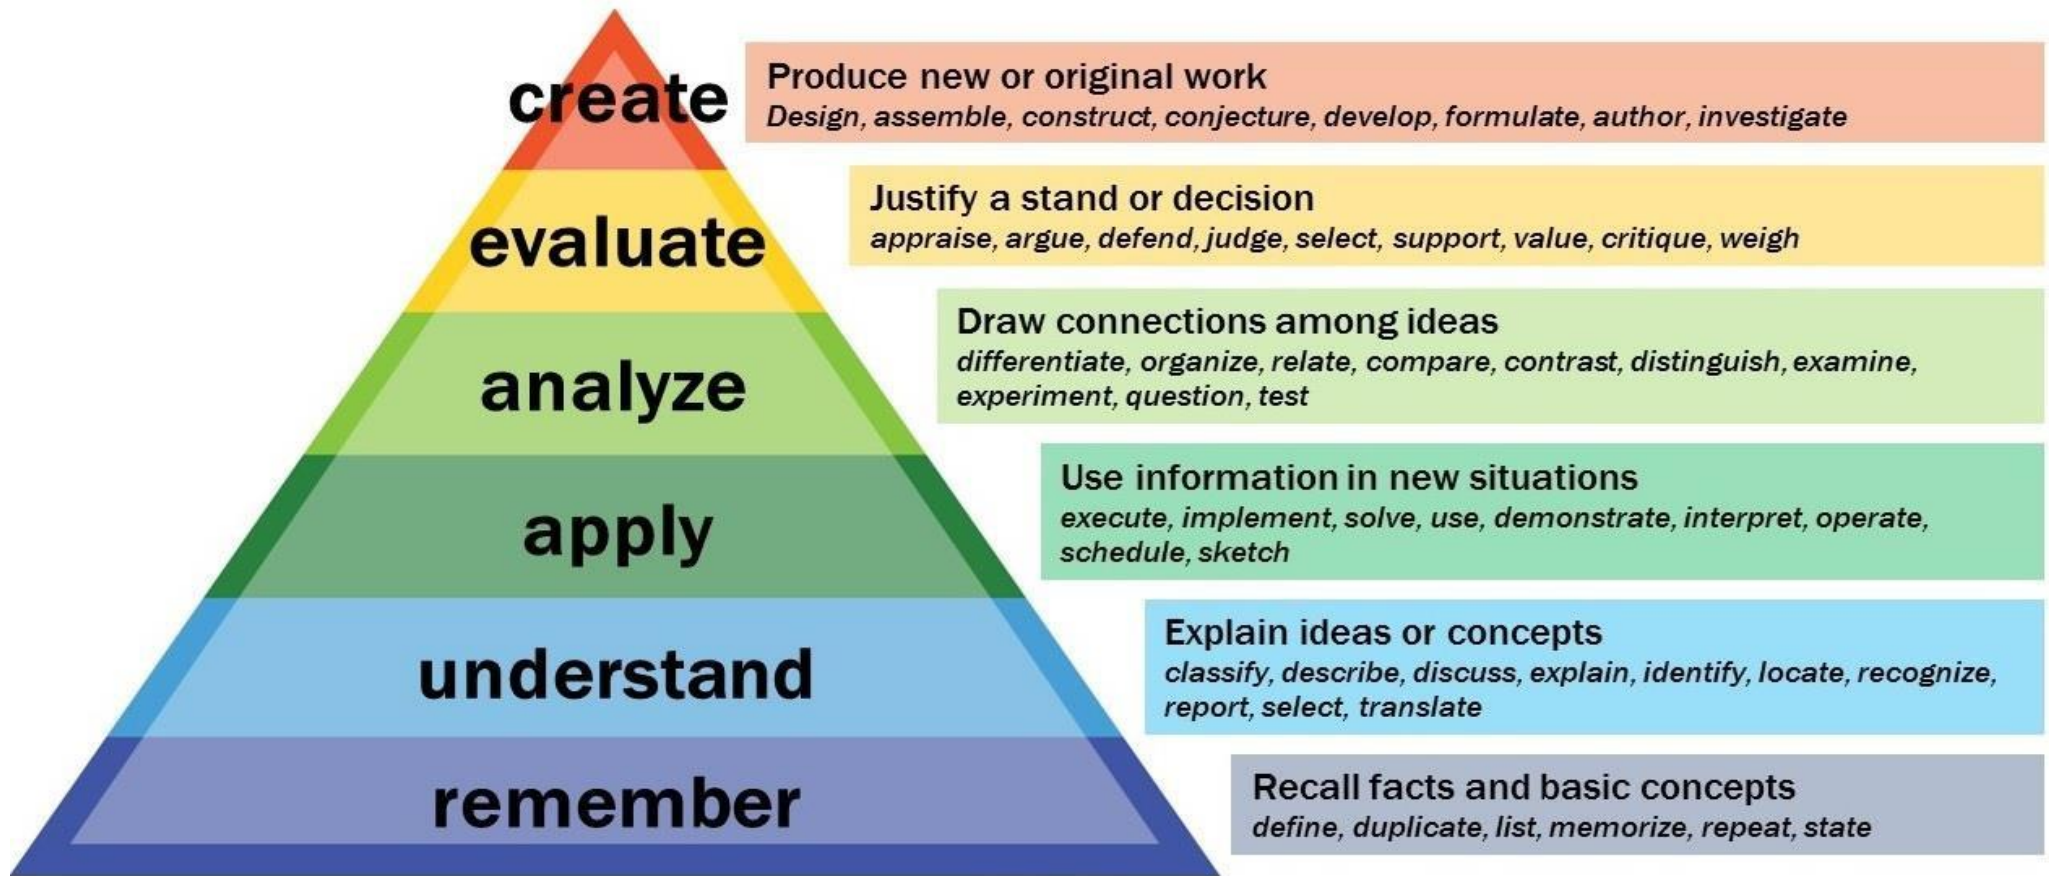 create
Produce new or original work
Design, assemble, construct, conjecture, develop, formulate, author, investigate
evaluate
Justify a stand or decision
appraise, argue, defend, judge, select, support, value, critique, weigh
analyze
Draw connections among ideas
differentiate, organize, relate, compare, contrast, distinguish, examine,
experiment, question, test
apply
Use information in new situations
execute, implement, solve, use, demonstrate, interpret, operate,
schedule, sketch
understand
Explain ideas or concepts
classify, describe, discuss, explain, identify, locate, recognize,
report, select, translate
remember
Recall facts and basic concepts
define, duplicate, list, memorize, repeat, state